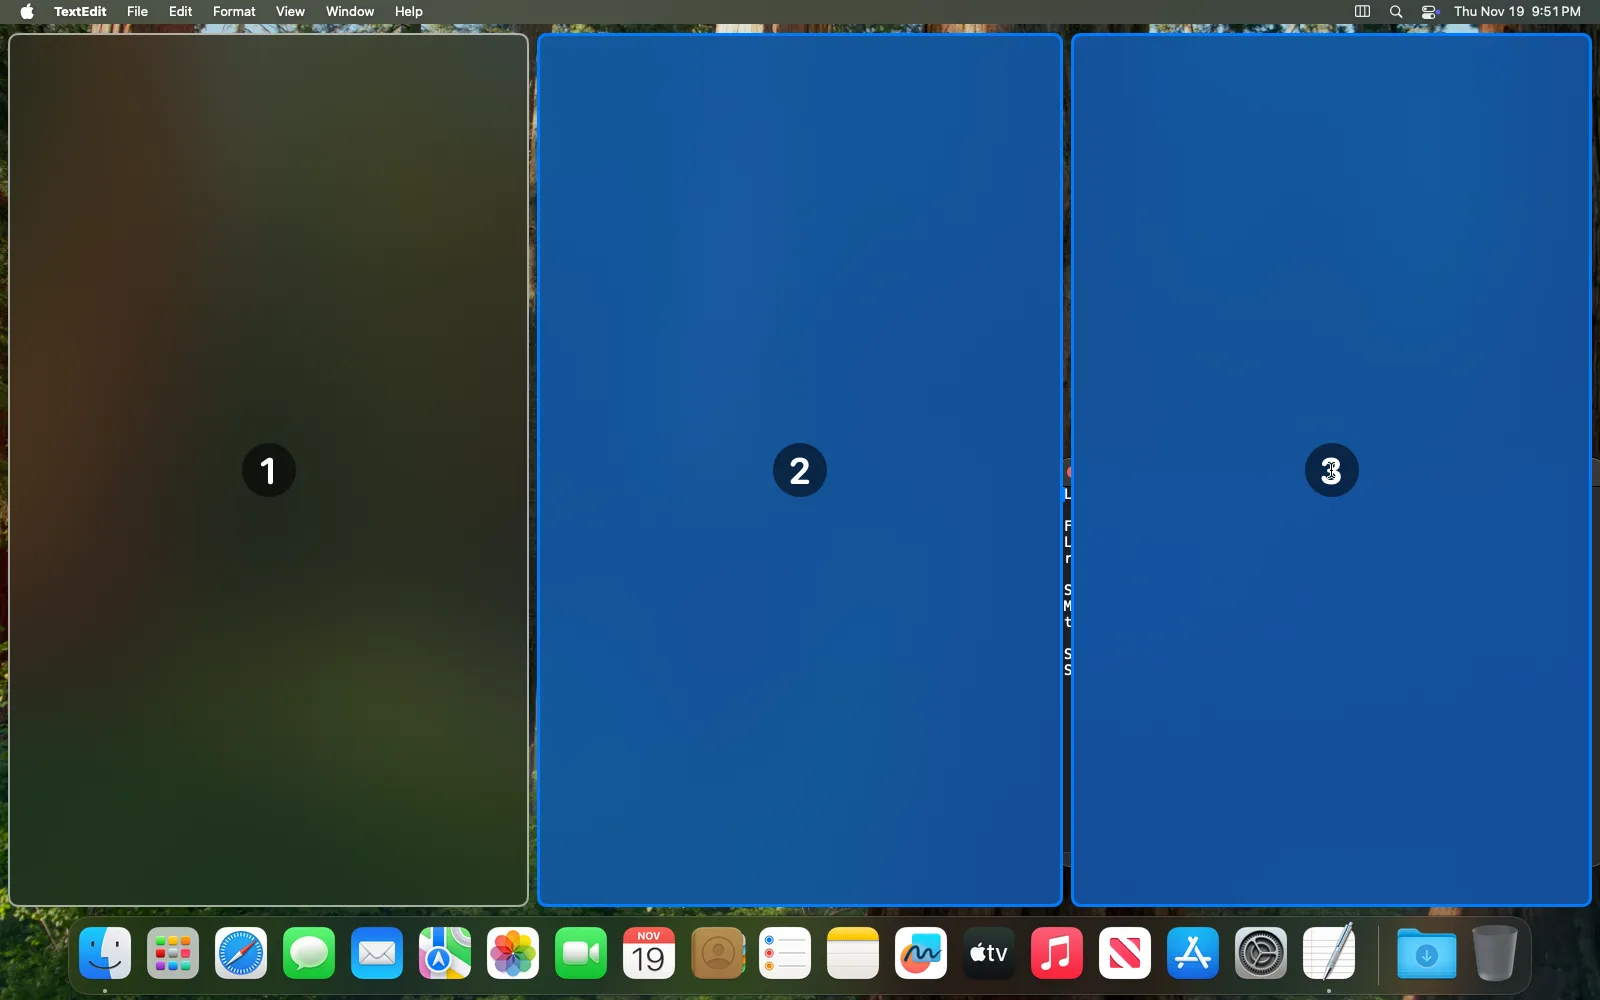 TextEdit File Edit Format View Window Help Thu Nov 19 9:51 PM
1 2 3
L
F
L
r
S
M
t
S
S
NOV
19
tv